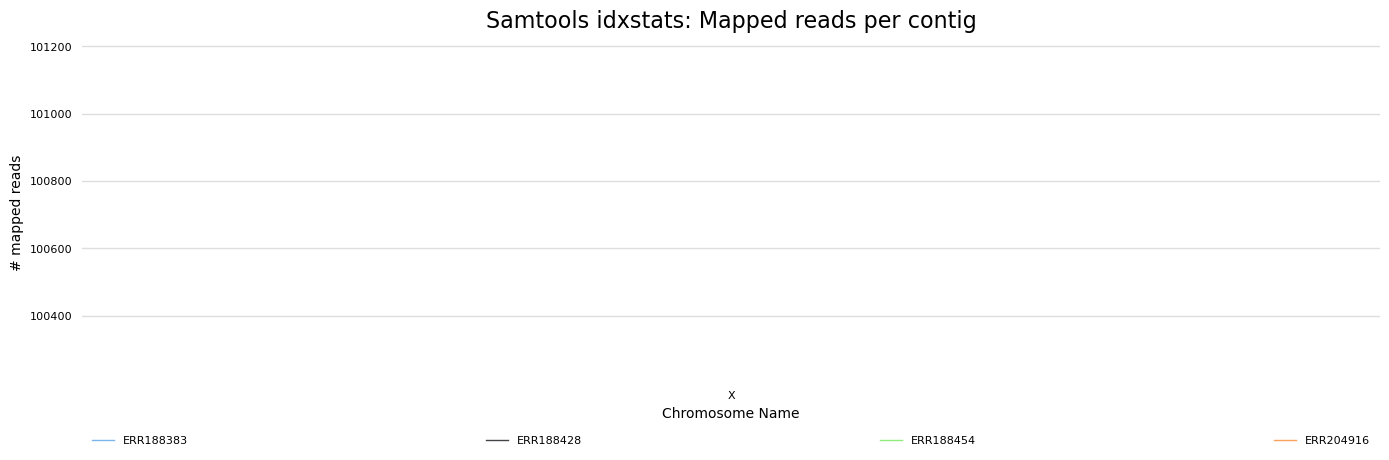 Samtools idxstats: Mapped reads per contig
101200
101000
100800
100600
100400
# mapped reads
X
Chromosome Name
ERR188383
ERR188428
ERR188454
ERR204916